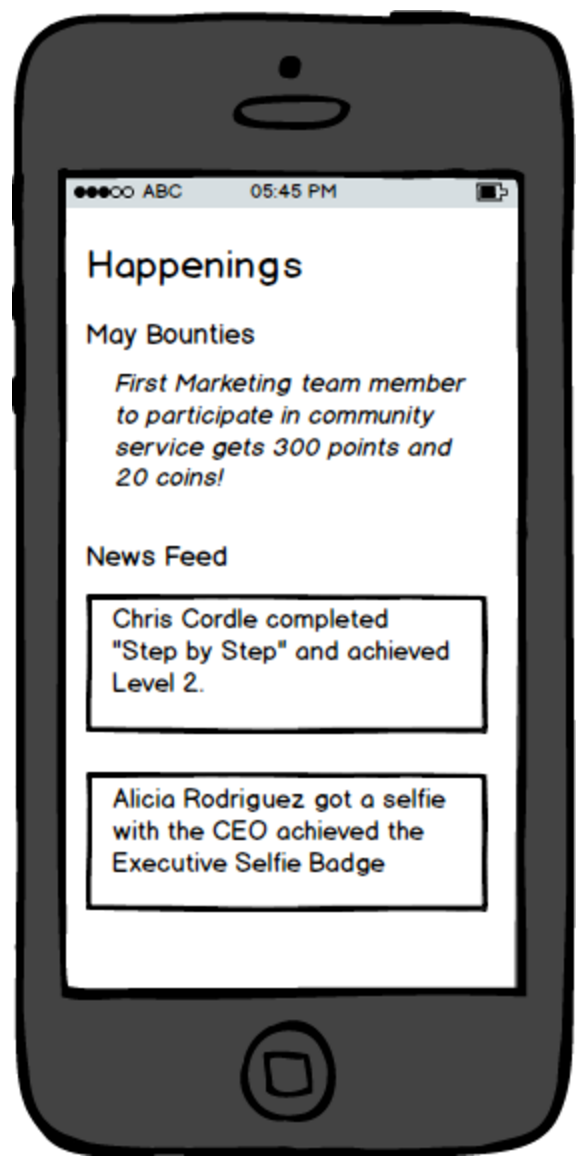 ABC 05:45 PM
Happenings
May Bounties
First Marketing team member
to participate in community
service gets 300 points and
20 coins!
News Feed
Chris Cordle completed
"Step by Step" and achieved
Level 2.
Alicia Rodriguez got a selfie
with the CEO achieved the
Executive Selfie Badge